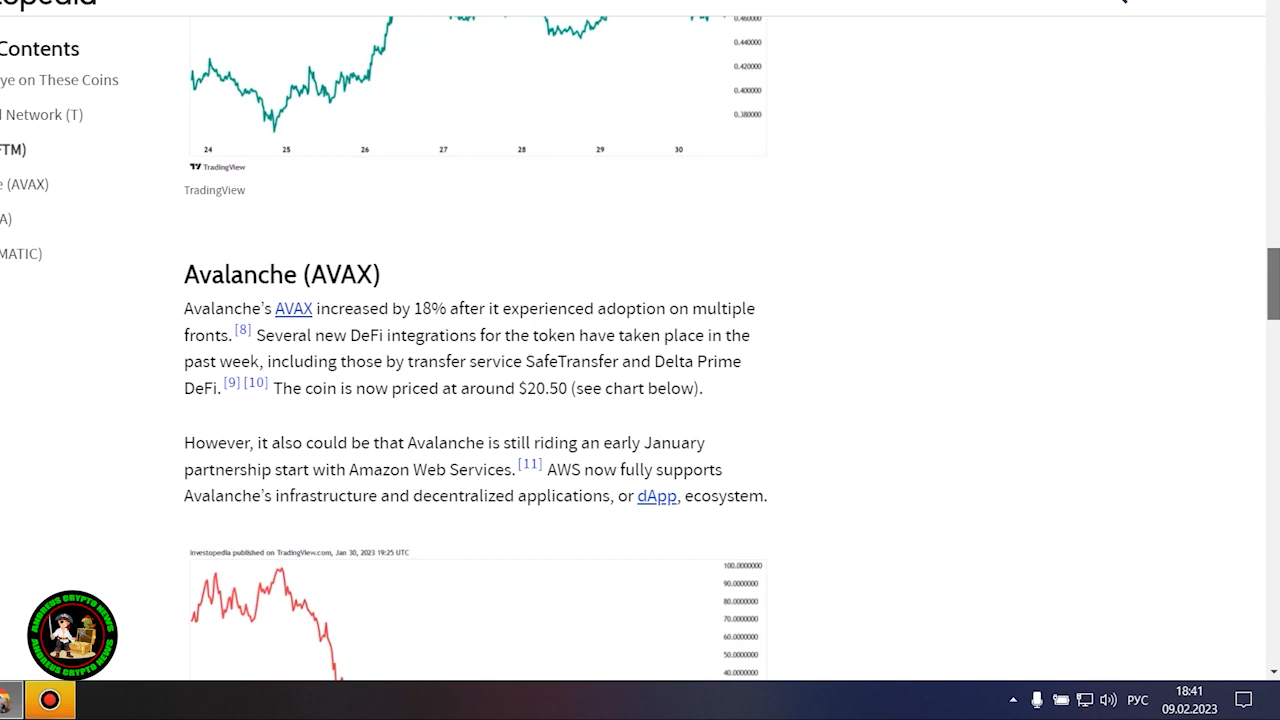 opedia
Contents
ye on These Coins
l Network (T)
FTM)
e (AVAX)
A)
MATIC)
0.460000
0.440000
0.420000
0.400000
0.380000
24 25 26 27 28 29 30
TradingView
TradingView
Avalanche (AVAX)
Avalanche’s AVAX increased by 18% after it experienced adoption on multiple
fronts.[8] Several new DeFi integrations for the token have taken place in the
past week, including those by transfer service SafeTransfer and Delta Prime
DeFi.[9][10] The coin is now priced at around $20.50 (see chart below).
However, it also could be that Avalanche is still riding an early January
partnership start with Amazon Web Services.[11] AWS now fully supports
Avalanche’s infrastructure and decentralized applications, or dApp, ecosystem.
Investopedia published on TradingView.com, Jan 30, 2023 19:25 UTC
100.0000000
90.0000000
80.0000000
70.0000000
60.0000000
50.0000000
40.0000000
ANDREUS CRYPTO NEWS
ANDREUS CRYPTO NEWS
РУС
18:41
09.02.2023